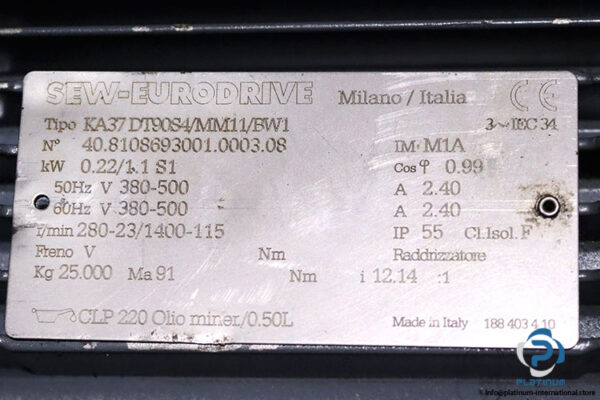 SEW-EURODRIVE Milano / Italia CE
Tipo KA37 DT90S4/MM11/BW1 3~IEC 34
N° 40.8108693001.0003.08 IM M1A
kW 0.22/1.1 S1 Cos φ 0.99
50Hz V 380-500 A 2.40
60Hz V 380-500 A 2.40
r/min 280-23/1400-115 IP 55 Cl.Isol. F
Freno V Nm Raddrizzatore
Kg 25.000 Ma 91 Nm i 12.14 :1
CLP 220 Olio miner./0.50L Made in Italy 188 403 4.10
PLATINUM
info@platinum-international.com